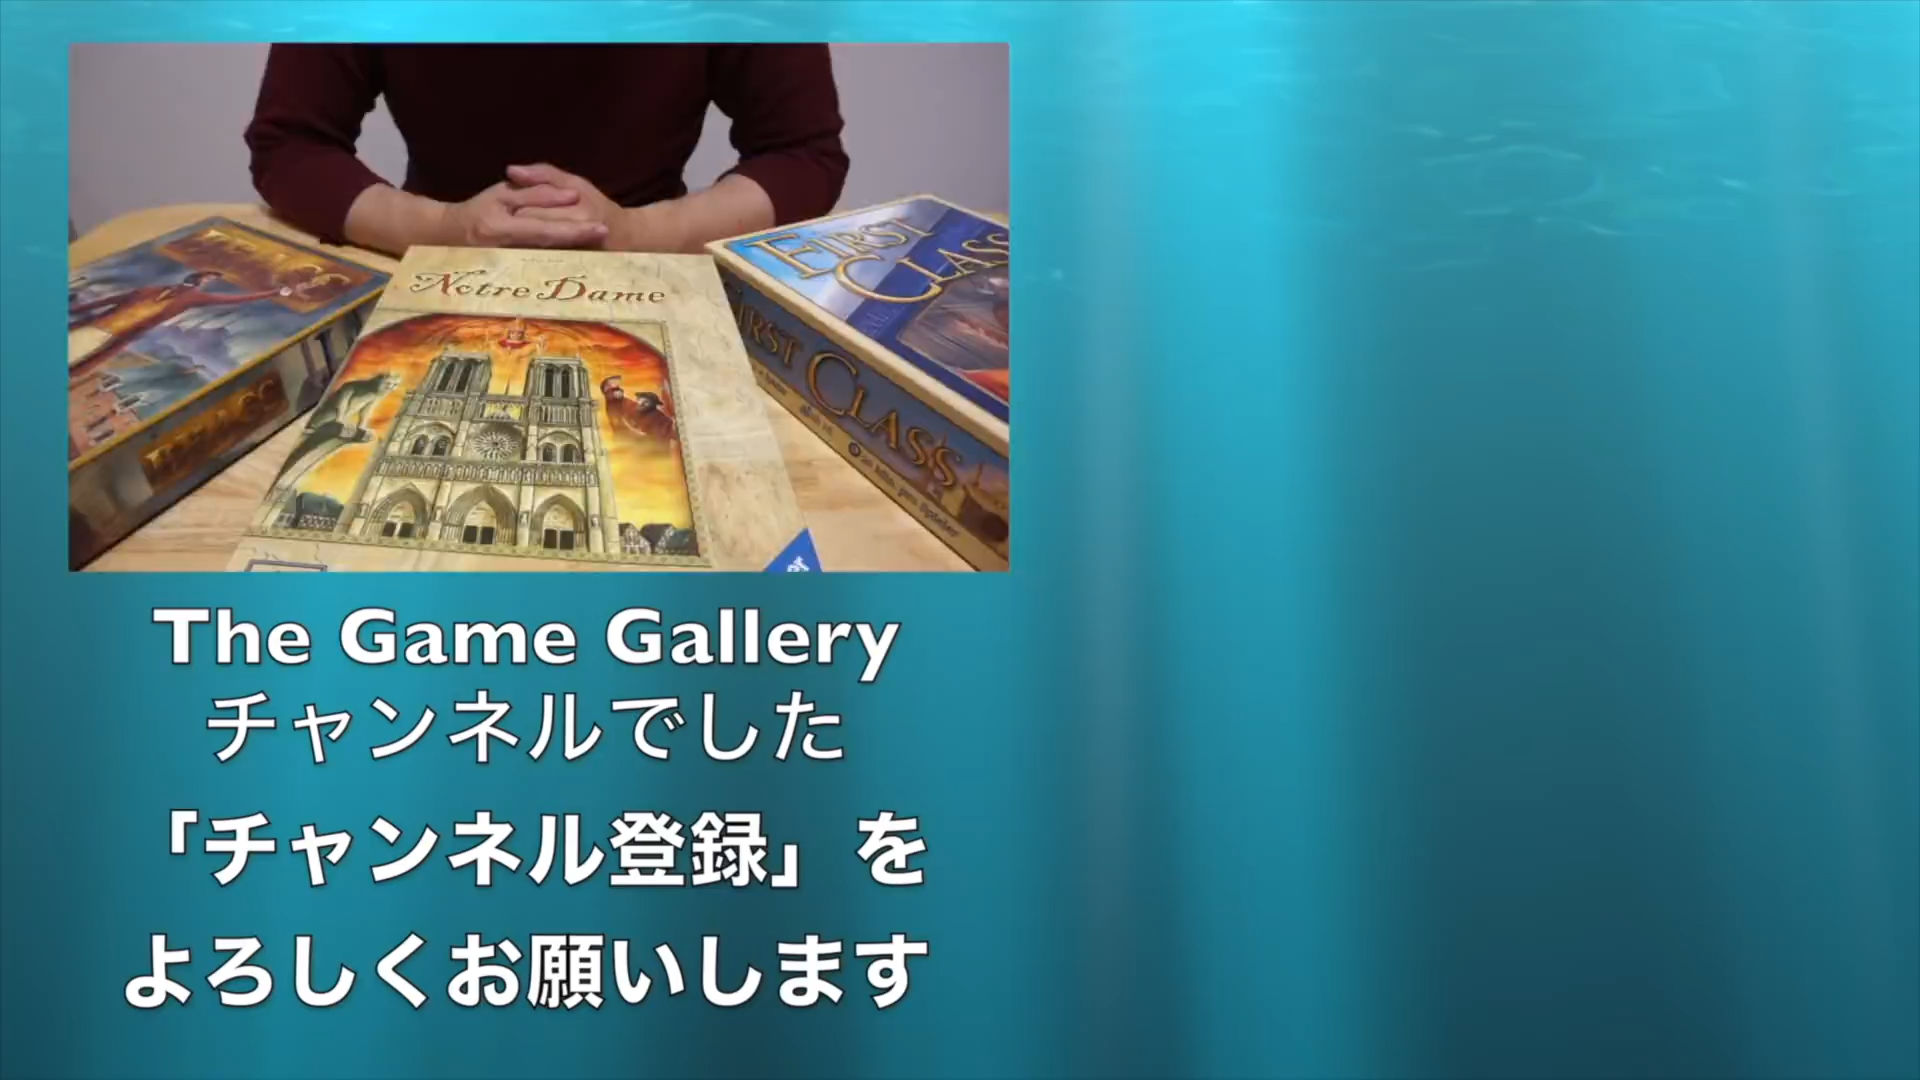 Notre Dame
FIRST
CLASS
FIRST CLASS
The Game Gallery
チャンネルでした
「チャンネル登録」を
よろしくお願いします